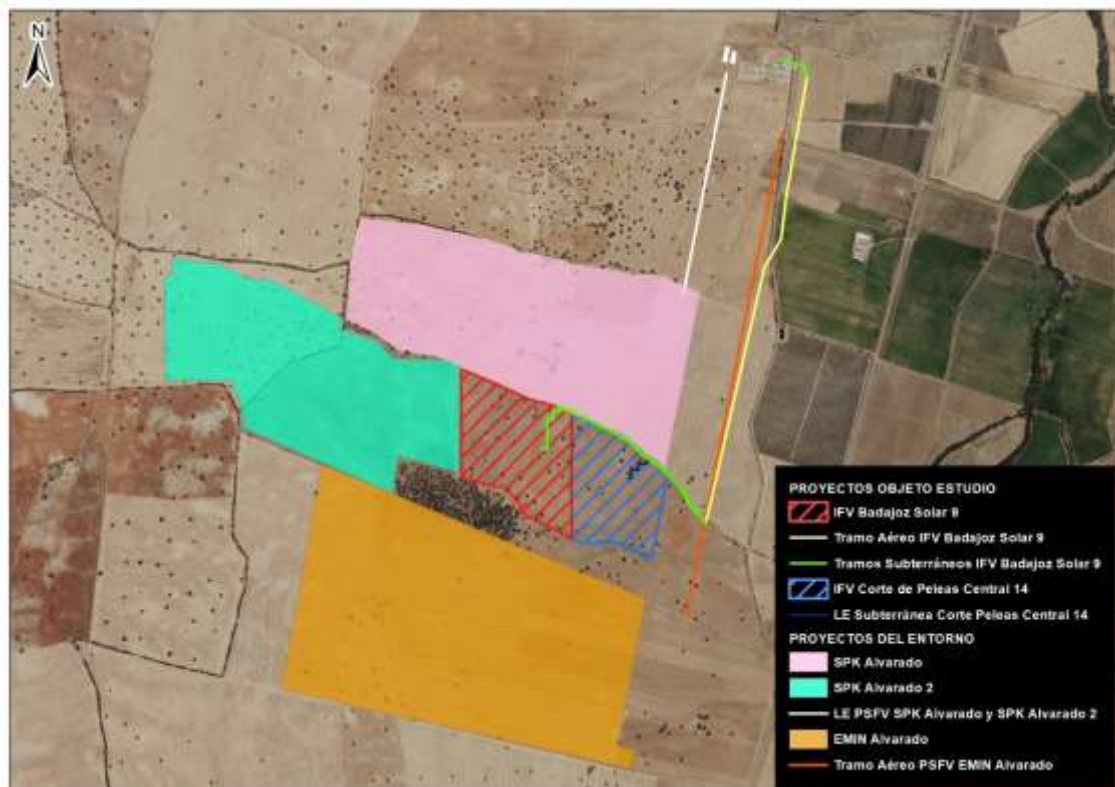 N
PROYECTOS OBJETO ESTUDIO
IFV Badajoz Solar 9
Tramo Aéreo IFV Badajoz Solar 9
Tramos Subterráneos IFV Badajoz Solar 9
IFV Corte de Peleas Central 14
LE Subterránea Corte Peleas Central 14
PROYECTOS DEL ENTORNO
SPK Alvarado
SPK Alvarado 2
LE PSFV SPK Alvarado y SPK Alvarado 2
EMIN Alvarado
Tramo Aéreo PSFV EMIN Alvarado